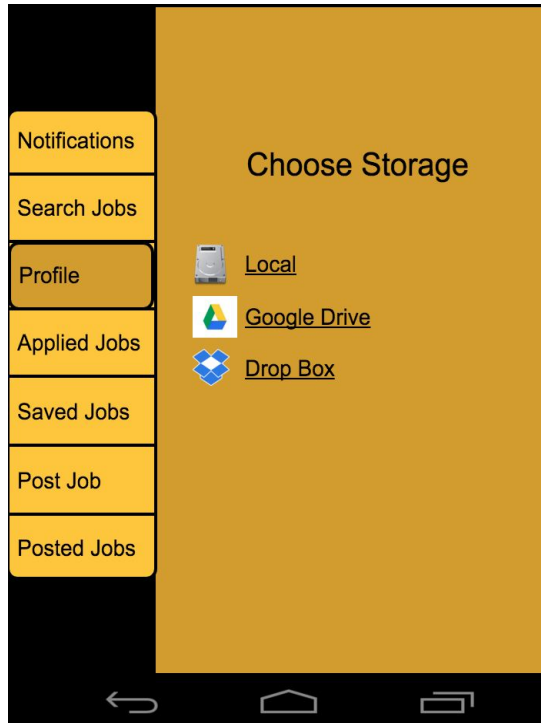 Notifications
Search Jobs
Profile
Applied Jobs
Saved Jobs
Post Job
Posted Jobs
Choose Storage
Local
Google Drive
Drop Box